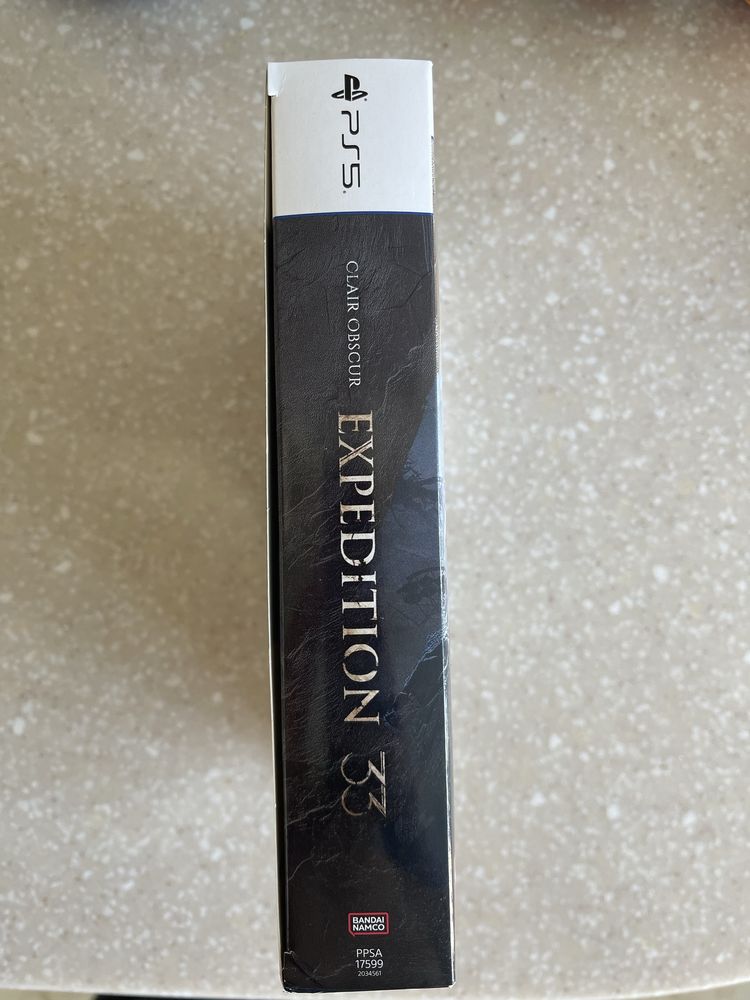 PS5
CLAIR OBSCUR
EXPEDITION 33
BANDAI
NAMCO
PPSA
17599
2034561